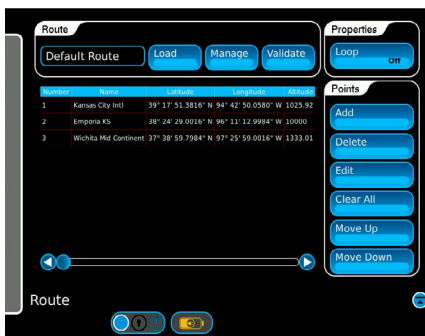 Route
Properties
Default Route
Load
Manage
Validate
Loop
Off
Number Name Latitude Longitude Altitude
1 Kansas City Intl 39° 17' 51.3816" N 94° 42' 50.0580" W 1025.92
2 Emporia KS 38° 24' 29.0016" N 96° 11' 12.9984" W 10000
3 Wichita Mid Continent 37° 38' 59.7984" N 97° 25' 59.0016" W 1333.01
Points
Add
Delete
Edit
Clear All
Move Up
Move Down
Route